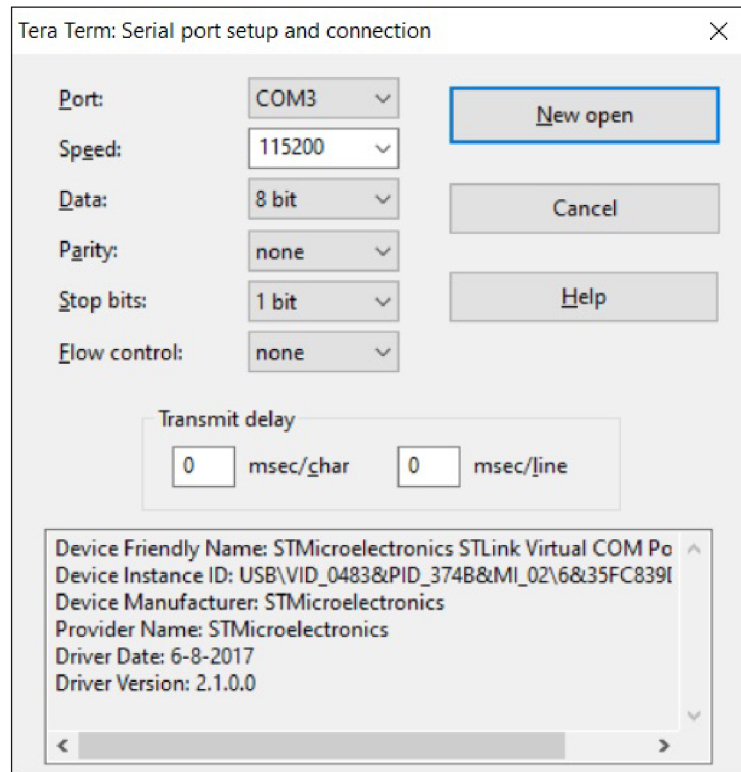 Tera Term: Serial port setup and connection
Port:
COM3
New open
Speed:
115200
Data:
8 bit
Cancel
Parity:
none
Stop bits:
1 bit
Help
Flow control:
none
Transmit delay
0 msec/char 0 msec/line
Device Friendly Name: STMicroelectronics STLink Virtual COM Po
Device Instance ID: USB\VID_0483&PID_374B&MI_02\6&35FC839
Device Manufacturer: STMicroelectronics
Provider Name: STMicroelectronics
Driver Date: 6-8-2017
Driver Version: 2.1.0.0